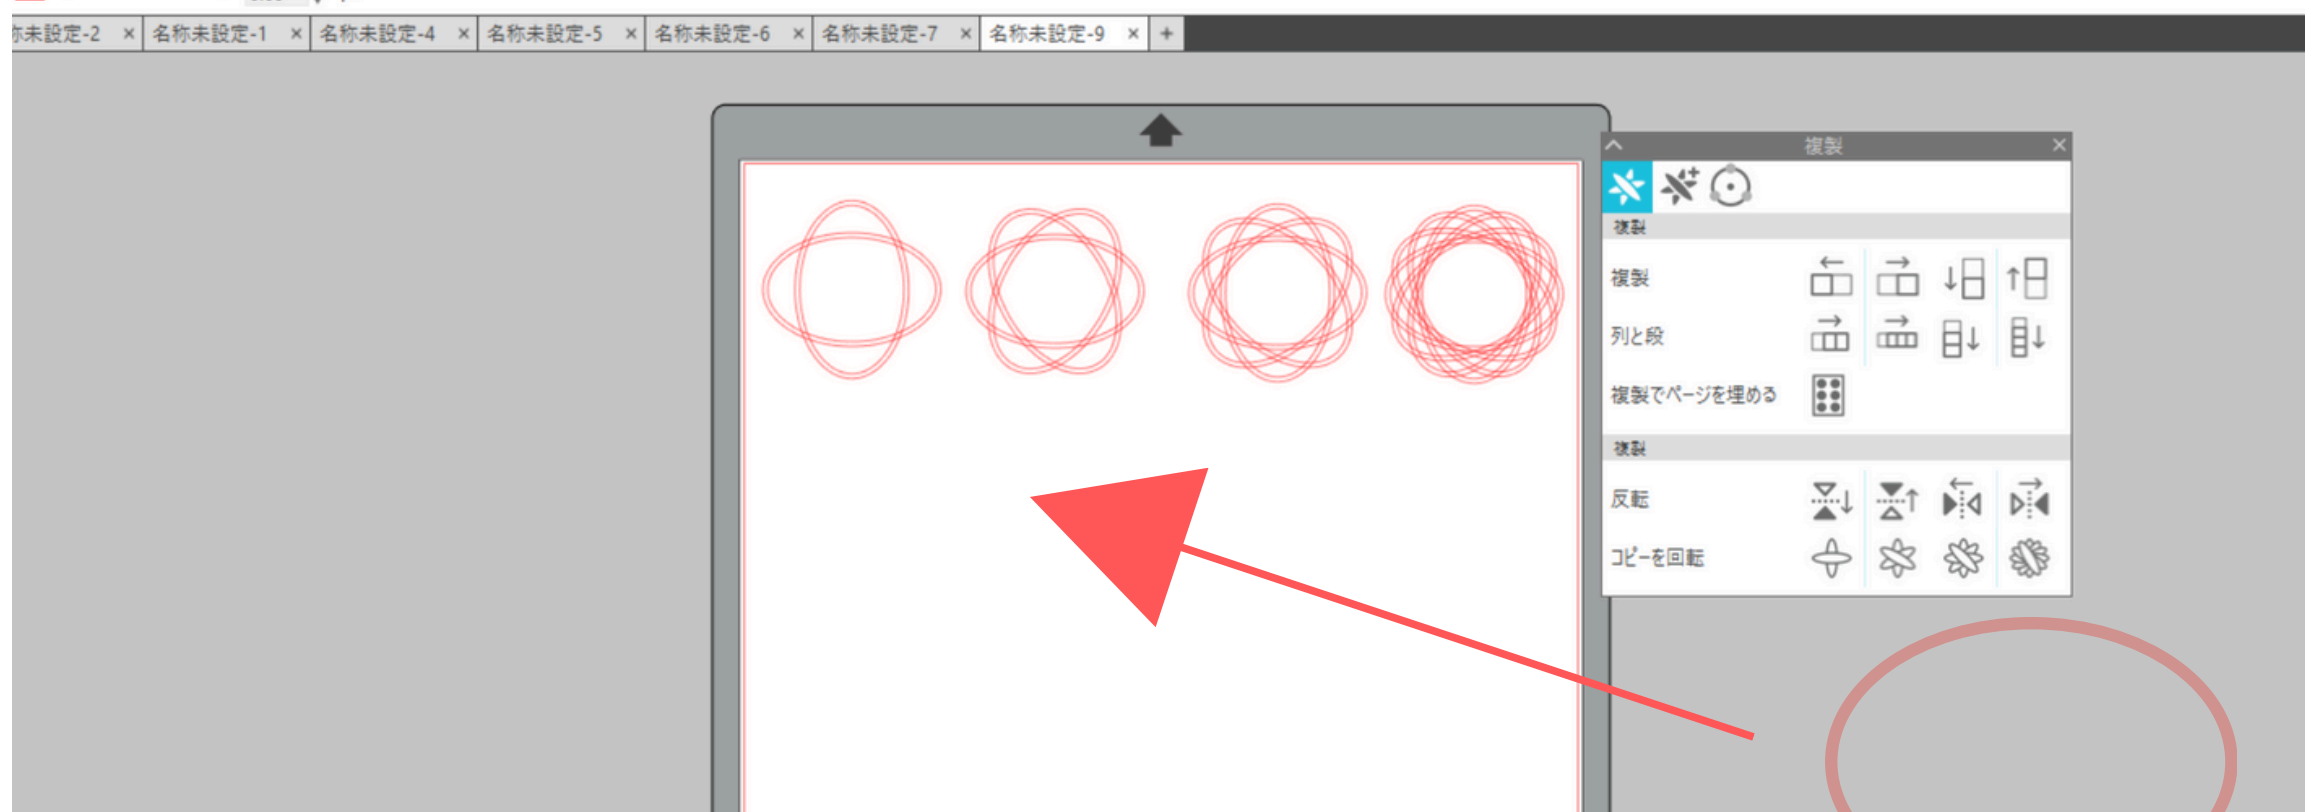 未設定-2 × 名称未設定-1 × 名称未設定-4 × 名称未設定-5 × 名称未設定-6 × 名称未設定-7 × 名称未設定-9 × +
複製 ×
複製
複製
列と段
複製でページを埋める
複製
反転
コピーを回転